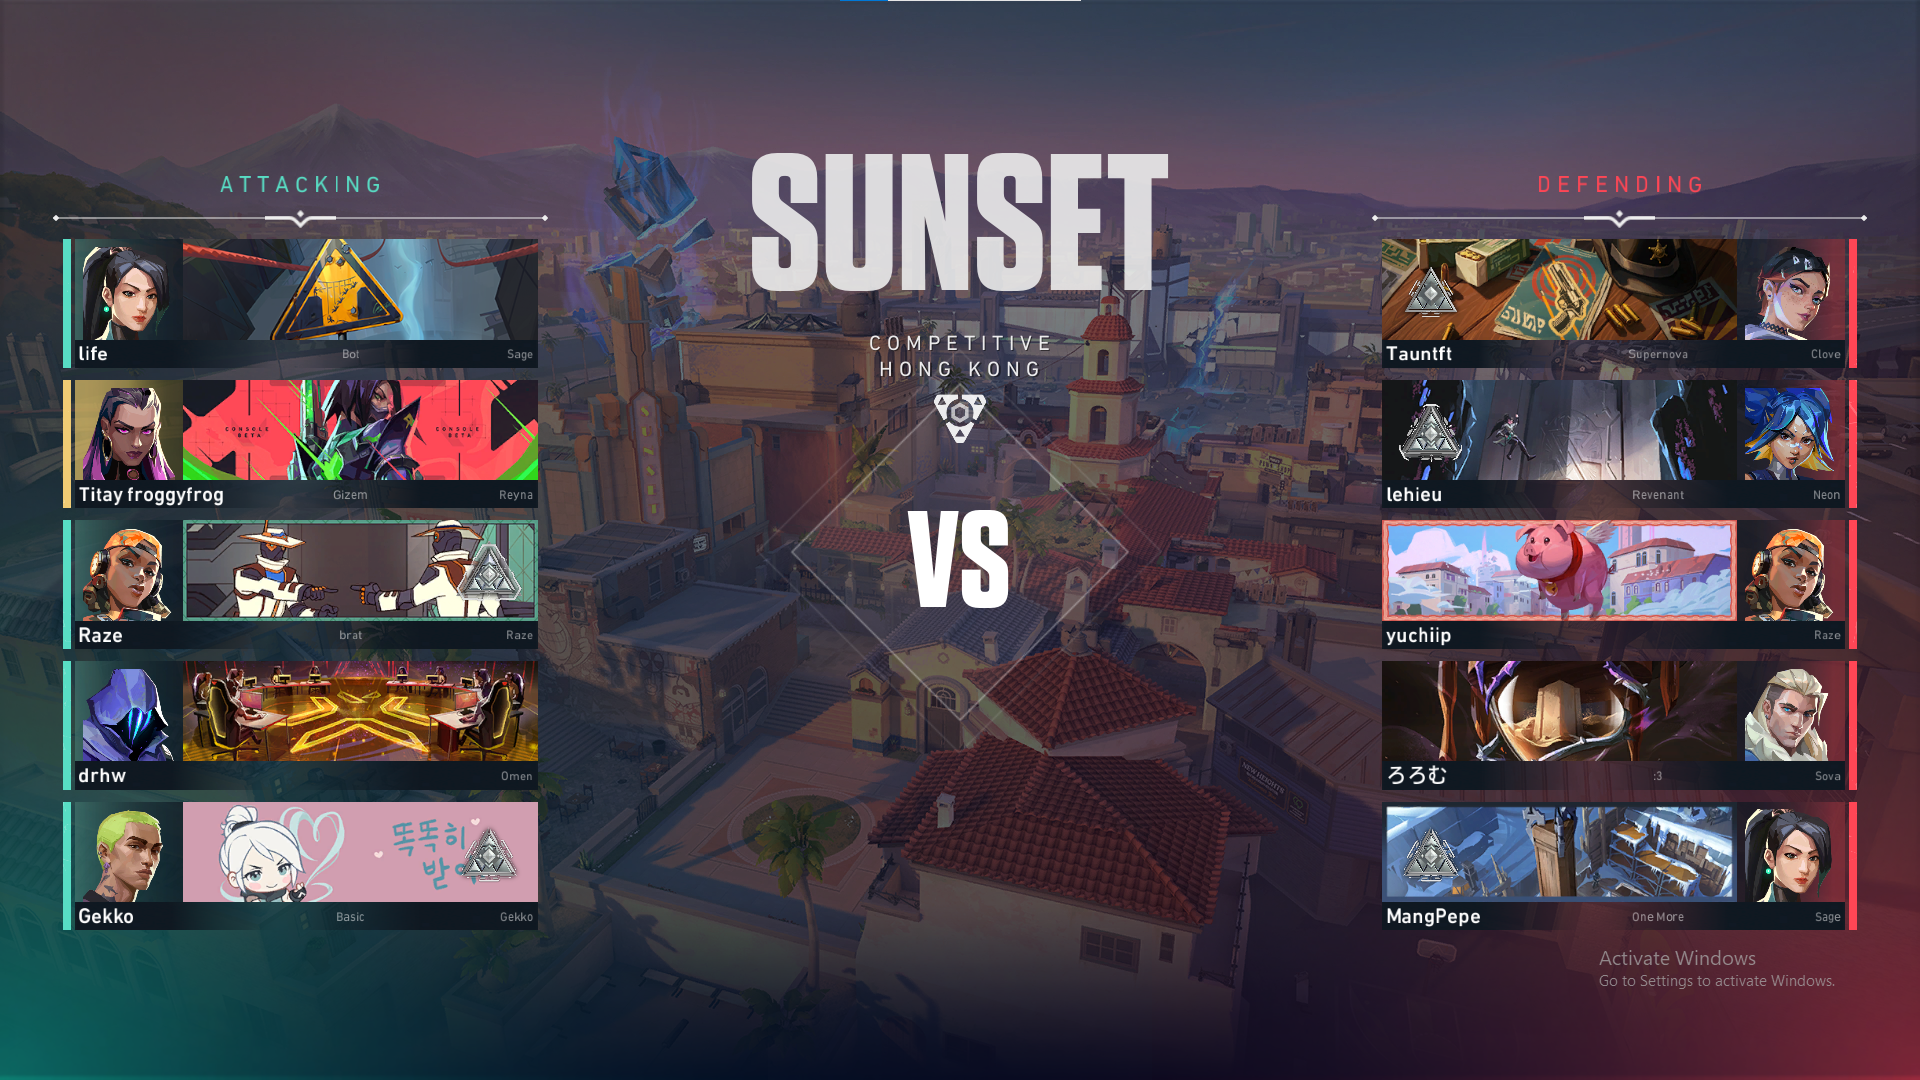 SUNSET
COMPETITIVE
HONG KONG
VS
ATTACKING
life Bot Sage
CONSOLE BETA CONSOLE BETA
Titay froggyfrog Gizem Reyna
Raze brat Raze
drhw Omen
똑똑히
Gekko Basic Gekko
DEFENDING
Tauntft Supernova Clove
lehieu Revenant Neon
yuchiip Raze
ろろむ :3 Sova
MangPepe One More Sage
NEW HEIGHTS
Activate Windows
Go to Settings to activate Windows.